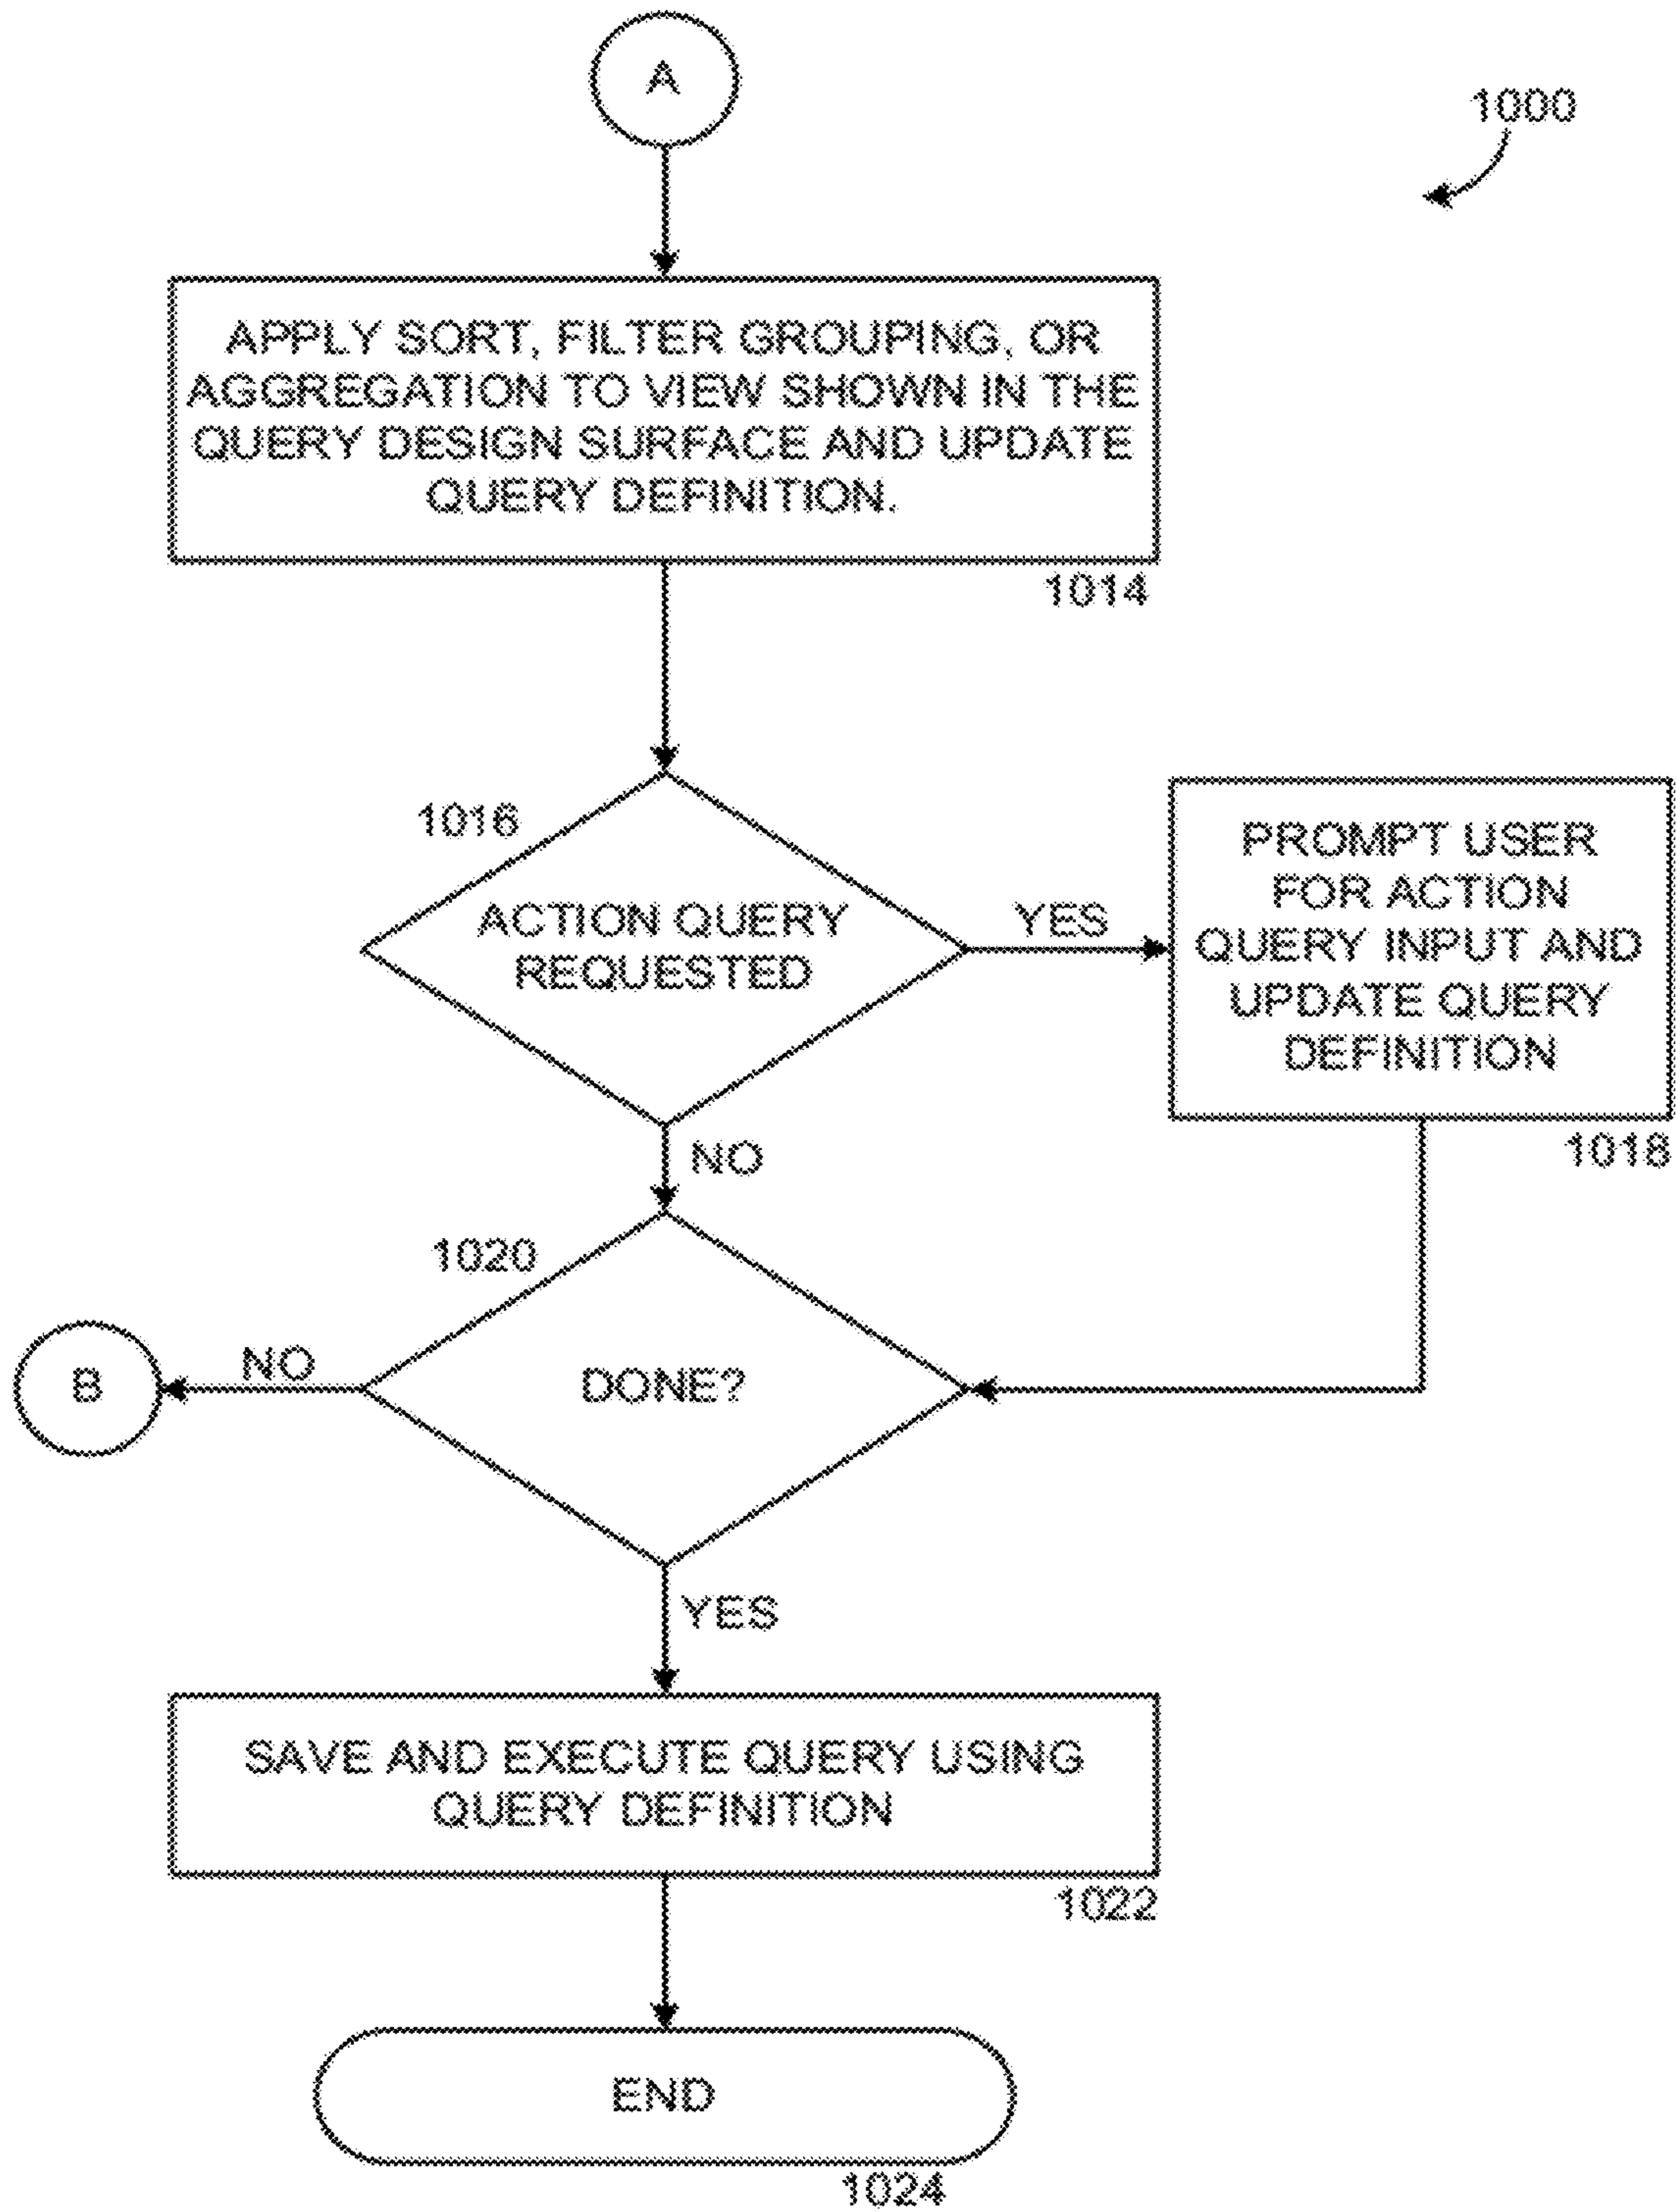 A
1000
APPLY SORT, FILTER GROUPING, OR
AGGREGATION TO VIEW SHOWN IN THE
QUERY DESIGN SURFACE AND UPDATE
QUERY DEFINITION.
1014
1016
ACTION QUERY
REQUESTED
YES
PROMPT USER
FOR ACTION
QUERY INPUT AND
UPDATE QUERY
DEFINITION
1018
NO
1020
DONE?
NO
B
YES
SAVE AND EXECUTE QUERY USING
QUERY DEFINITION
1022
END
1024